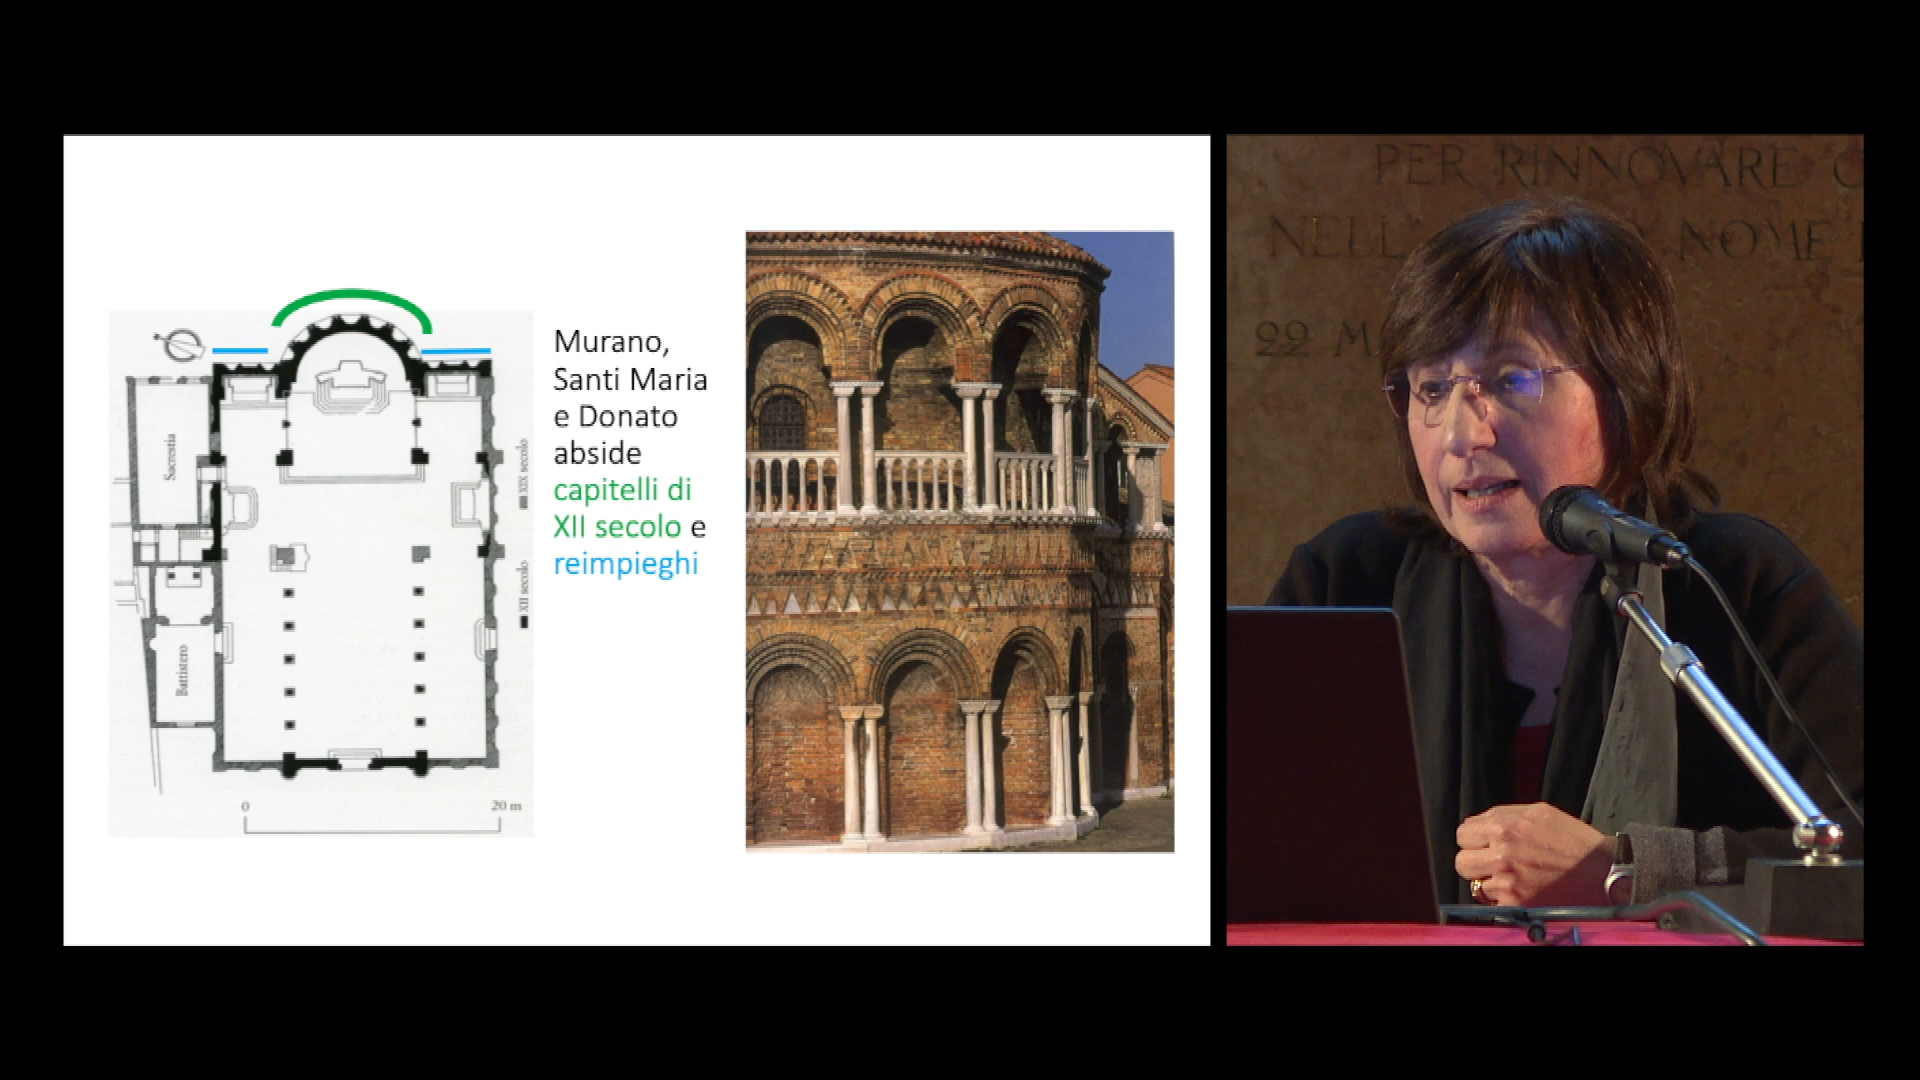 Murano,
Santi Maria
e Donato
abside
capitelli di
XII secolo e
reimpieghi
Sacrestia
Battistero
XIX secolo
XII secolo
0
20 m
PER RINNOVARE
NELL'
NOME
22 M